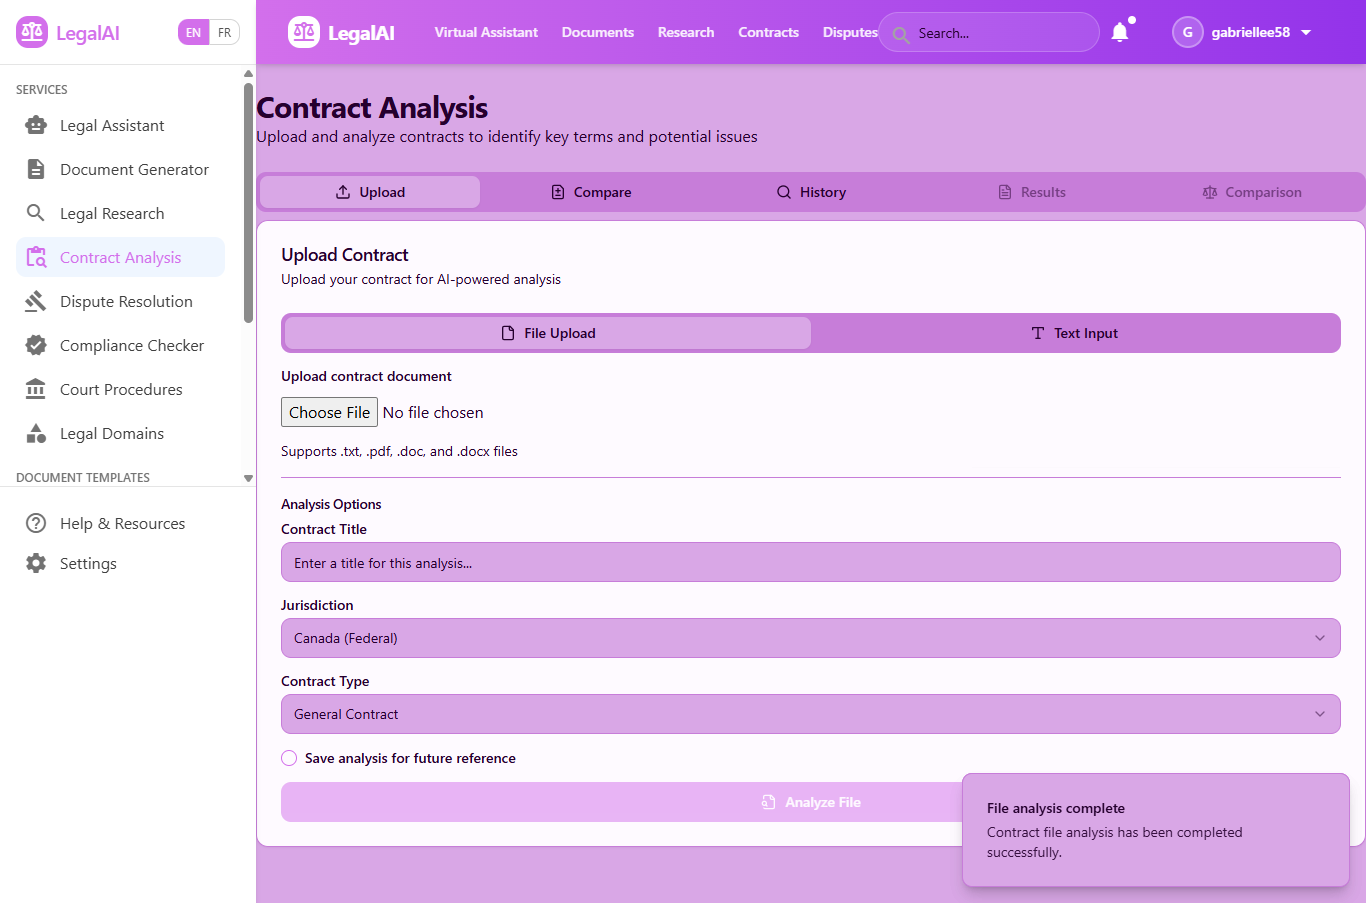 LegalAI
EN FR
SERVICES
Legal Assistant
Document Generator
Legal Research
Contract Analysis
Dispute Resolution
Compliance Checker
Court Procedures
Legal Domains
DOCUMENT TEMPLATES
Help & Resources
Settings
LegalAI
Virtual Assistant Documents Research Contracts Disputes
Search...
G gabriellee58
Contract Analysis
Upload and analyze contracts to identify key terms and potential issues
Upload Compare History Results Comparison
Upload Contract
Upload your contract for AI-powered analysis
File Upload Text Input
Upload contract document
Choose File No file chosen
Supports .txt, .pdf, .doc, and .docx files
Analysis Options
Contract Title
Enter a title for this analysis...
Jurisdiction
Canada (Federal)
Contract Type
General Contract
Save analysis for future reference
Analyze File
File analysis complete
Contract file analysis has been completed
successfully.